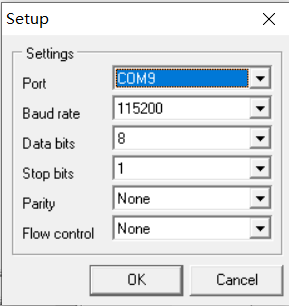 Setup
Settings
Port COM9
Baud rate 115200
Data bits 8
Stop bits 1
Parity None
Flow control None
OK Cancel